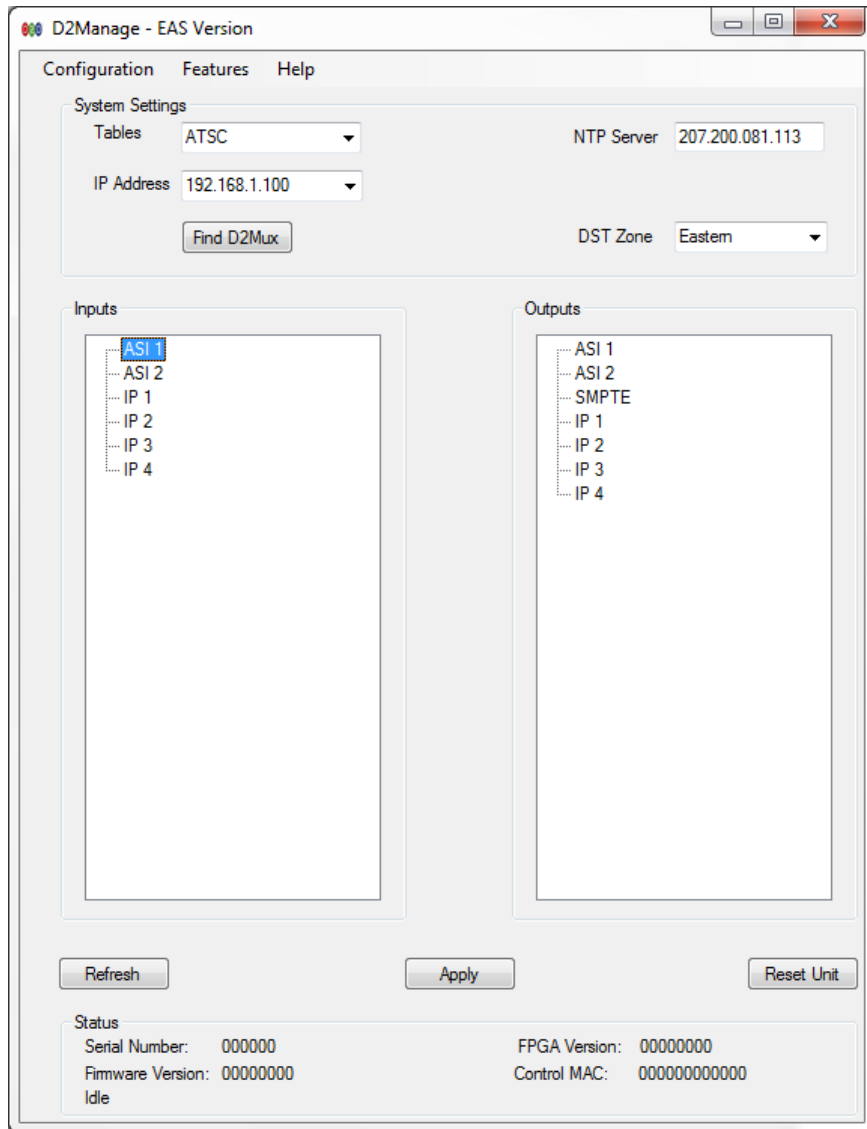 D2Manage - EAS Version
Configuration Features Help
System Settings
Tables ATSC NTP Server 207.200.081.113
IP Address 192.168.1.100
Find D2Mux DST Zone Eastern
Inputs Outputs
ASI 1 ASI 1
ASI 2 ASI 2
IP 1 SMPTE
IP 2 IP 1
IP 3 IP 2
IP 4 IP 3
IP 4
Refresh Apply Reset Unit
Status
Serial Number: 000000 FPGA Version: 00000000
Firmware Version: 00000000 Control MAC: 000000000000
Idle